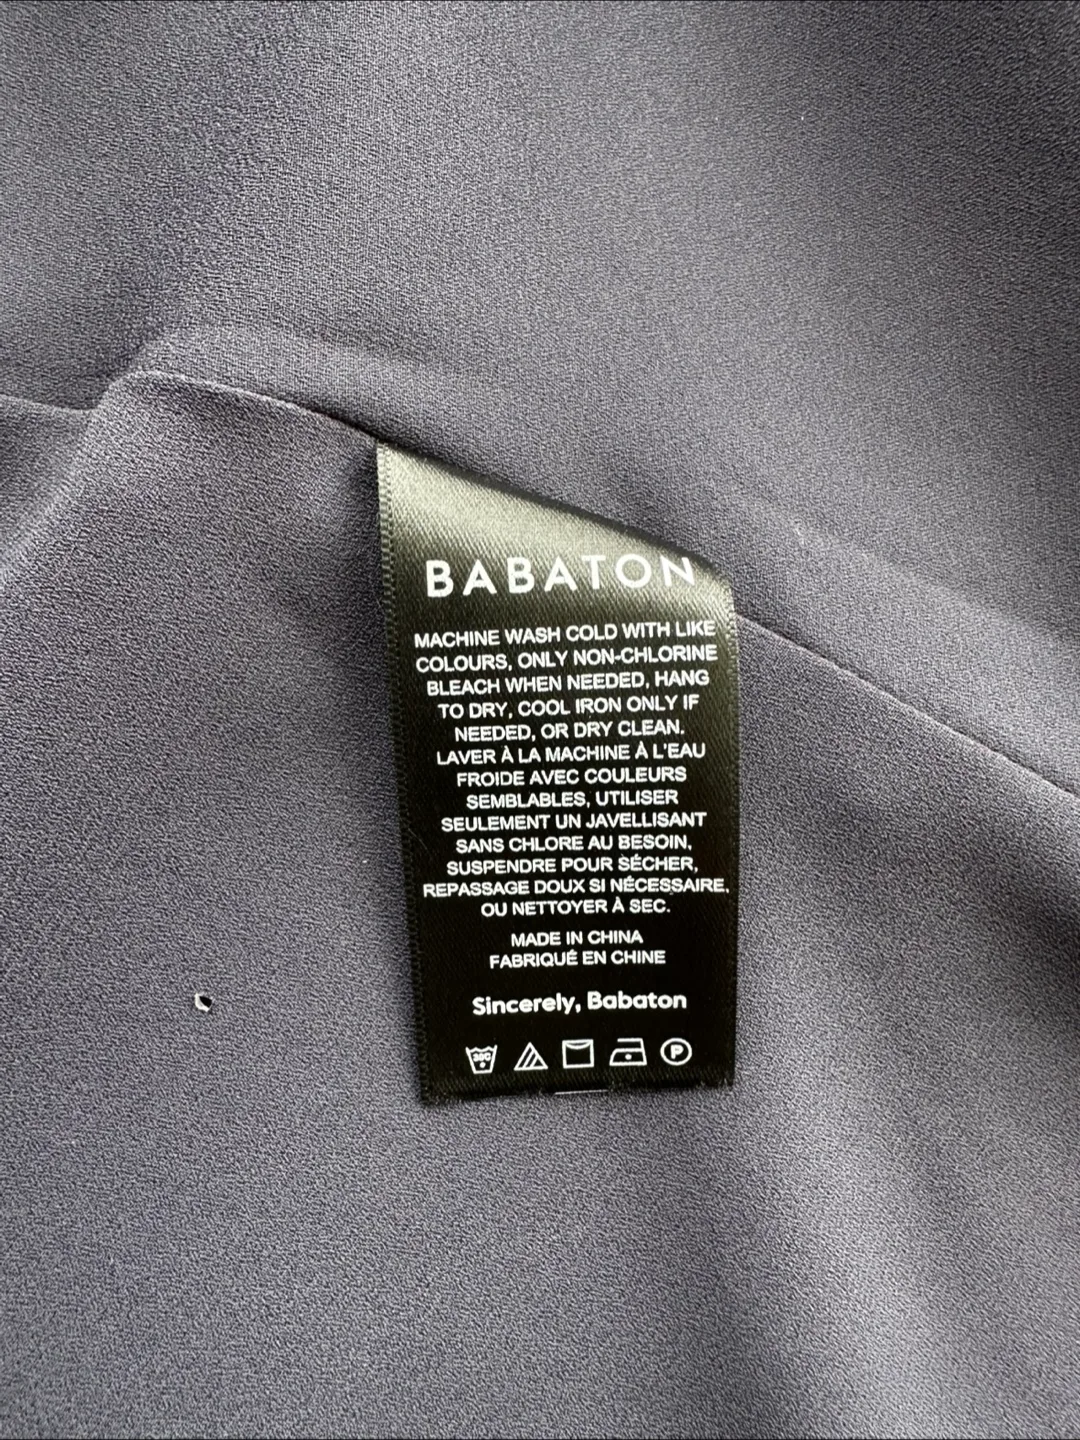 BABATON
MACHINE WASH COLD WITH LIKE
COLOURS, ONLY NON-CHLORINE
BLEACH WHEN NEEDED, HANG
TO DRY, COOL IRON ONLY IF
NEEDED, OR DRY CLEAN.
LAVER À LA MACHINE À L'EAU
FROIDE AVEC COULEURS
SEMBLABLES, UTILISER
SEULEMENT UN JAVELLISANT
SANS CHLORE AU BESOIN,
SUSPENDRE POUR SÉCHER,
REPASSAGE DOUX SI NÉCESSAIRE,
OU NETTOYER À SEC.
MADE IN CHINA
FABRIQUÉ EN CHINE
Sincerely, Babaton
30C P